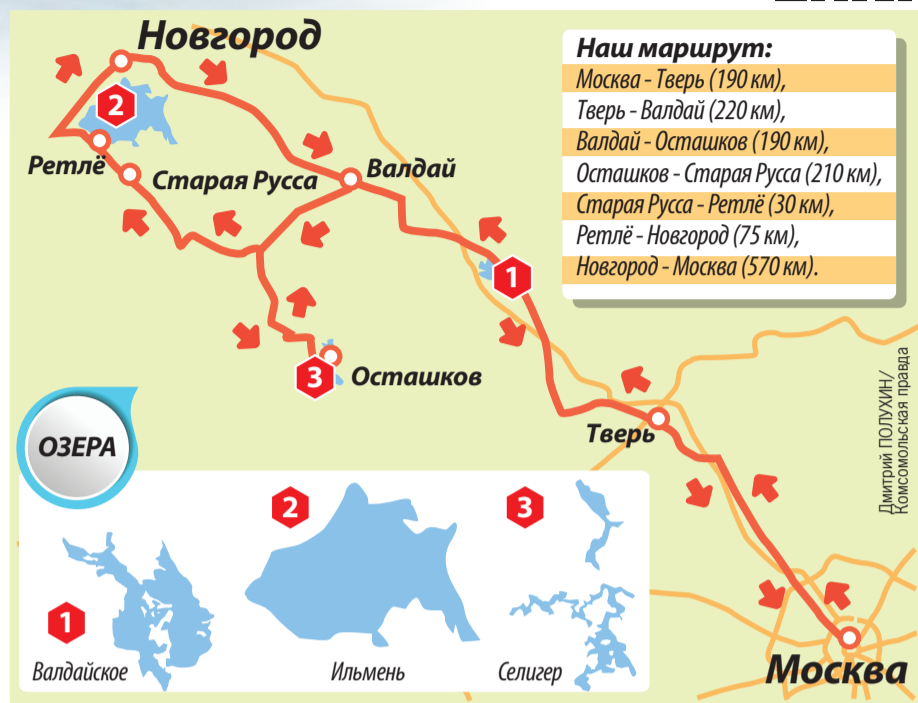 Новгород
Наш маршрут:
Москва - Тверь (190 км),
Тверь - Валдай (220 км),
Валдай - Осташков (190 км),
Осташков - Старая Русса (210 км),
Старая Русса - Ретлё (30 км),
Ретлё - Новгород (75 км),
Новгород - Москва (570 км).
2
Ретлё
Старая Русса
Валдай
1
3
Осташков
Тверь
Москва
Дмитрий ПОЛУХИН/
Комсомольская правда
ОЗЕРА
1
Валдайское
2
Ильмень
3
Селигер